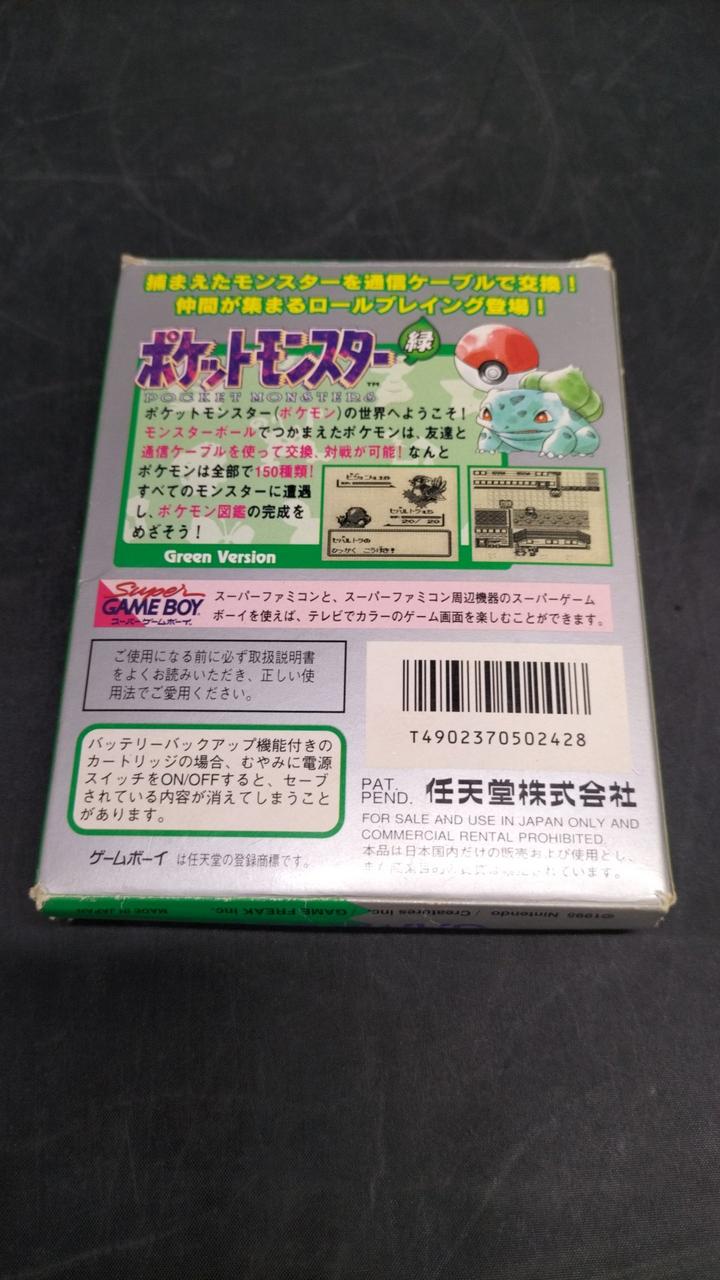 捕まえたモンスターを通信ケーブルで交換！
仲間が集まるロールプレイング登場！
ポケットモンスター 緑
TM
POCKET MONSTERS
ポケットモンスター(ポケモン)の世界へようこそ！
モンスターボールでつかまえたポケモンは、友達と
通信ケーブルを使って交換、対戦が可能！なんと
ポケモンは全部で150種類！
すべてのモンスターに遭遇
し、ポケモン図鑑の完成を
めざそう！
20/ 20
ひっかく こうげき！
Green Version
Super
GAME BOY
スーパーゲームボーイ
スーパーファミコンと、スーパーファミコン周辺機器のスーパーゲーム
ボーイを使えば、テレビでカラーのゲーム画面を楽しむことができます。
ご使用になる前に必ず取扱説明書
をよくお読みいただき、正しい使
用法でご愛用ください。
T4902370502428
バッテリーバックアップ機能付きの
カートリッジの場合、むやみに電源
スイッチをON/OFFすると、セーブ
されている内容が消えてしまうこと
があります。
PAT.
PEND. 任天堂株式会社
FOR SALE AND USE IN JAPAN ONLY AND
COMMERCIAL RENTAL PROHIBITED.
本品は日本国内だけの販売および使用とし、
されています。
ゲームボーイ は任天堂の登録商標です。
©1995 Nintendo / Creatures inc. / GAME FREAK inc.
MADE IN JAPAN